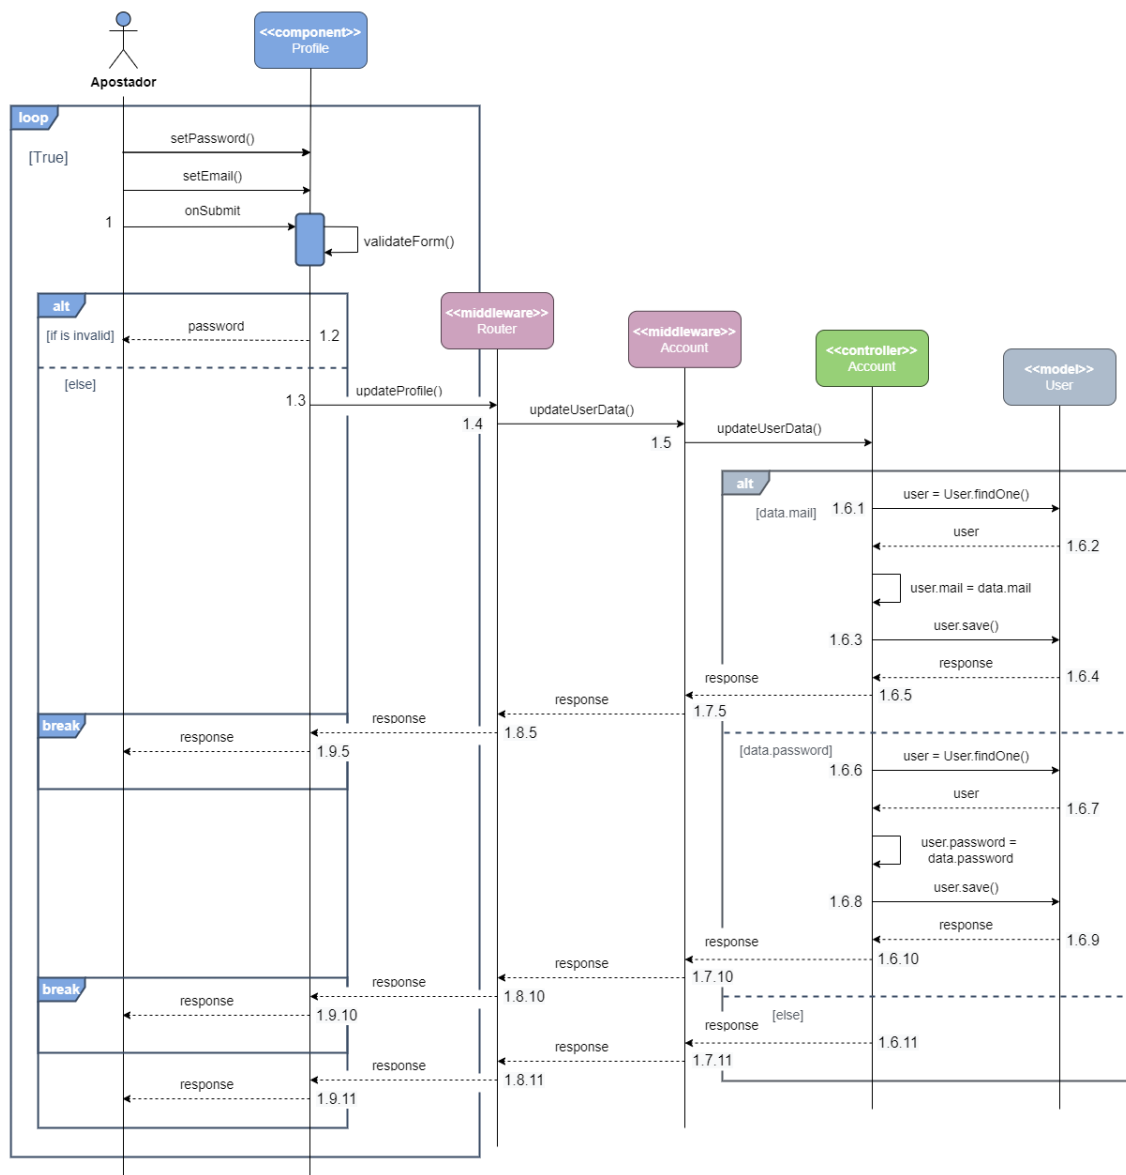 <<component>>
Profile
Apostador
loop
[True]
setPassword()
setEmail()
1
onSubmit
validateForm()
alt
[if is invalid]
password
1.2
<<middleware>>
Router
<<middleware>>
Account
<<controller>>
Account
<<model>>
User
[else]
1.3
updateProfile()
1.4
updateUserData()
1.5
updateUserData()
alt
[data.mail]
1.6.1
user = User.findOne()
user
1.6.2
user.mail = data.mail
1.6.3
user.save()
response
1.6.4
response
1.6.5
response
1.7.5
break
response
1.8.5
response
1.9.5
[data.password]
1.6.6
user = User.findOne()
user
1.6.7
user.password =
data.password
1.6.8
user.save()
response
1.6.9
response
1.6.10
response
1.7.10
break
response
1.8.10
response
1.9.10
[else]
response
1.6.11
response
1.7.11
response
1.8.11
response
1.9.11